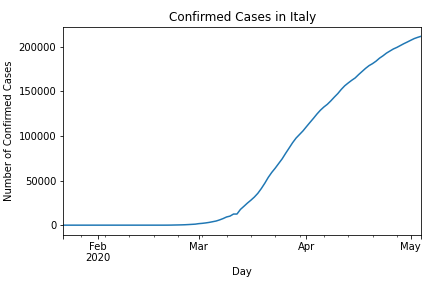 Confirmed Cases in Italy
Number of Confirmed Cases
200000
150000
100000
50000
0
Feb
2020
Mar
Apr
May
Day